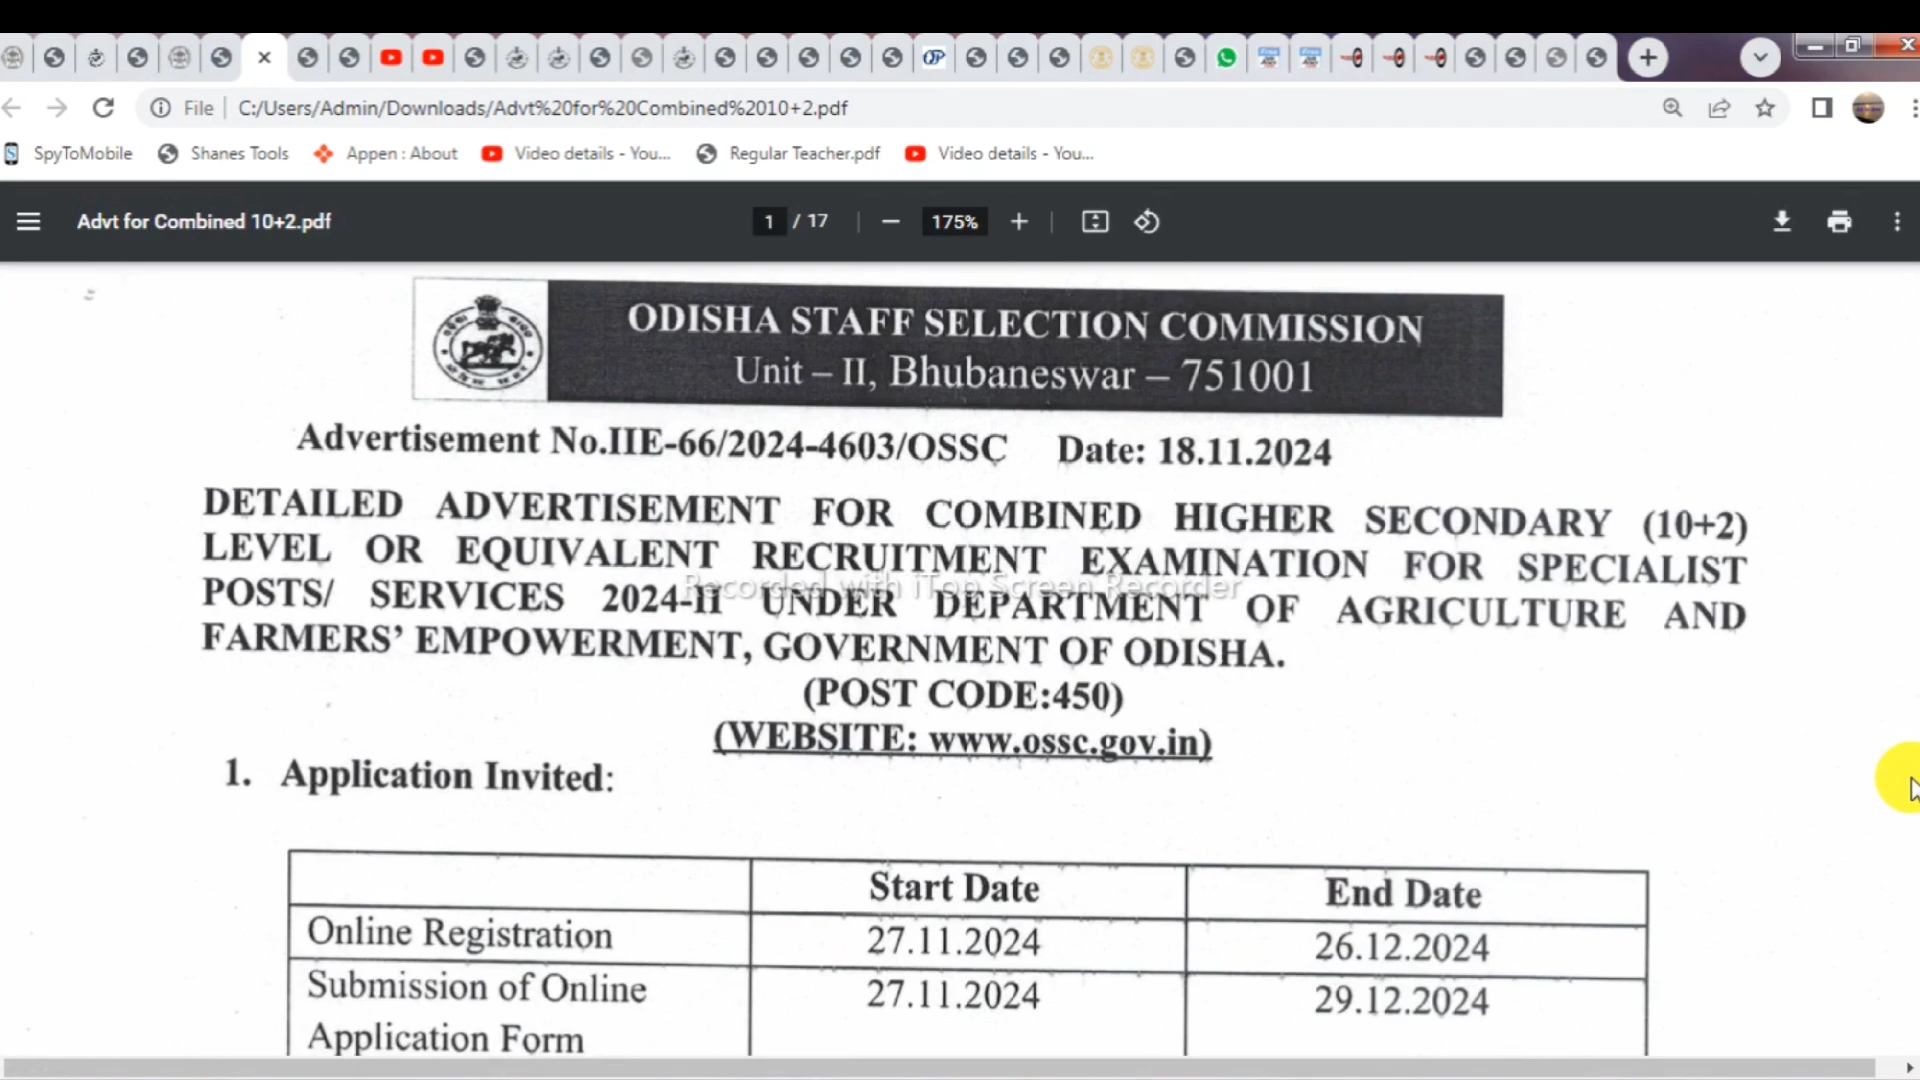 File C:/Users/Admin/Downloads/Advt%20for%20Combined%2010+2.pdf
SpyToMobile Shanes Tools Appen : About Video details - You... Regular Teacher.pdf Video details - You...
Advt for Combined 10+2.pdf 1 / 17 175%
ODISHA STAFF SELECTION COMMISSION
Unit – II, Bhubaneswar – 751001
Advertisement No.IIE-66/2024-4603/OSSC Date: 18.11.2024
DETAILED ADVERTISEMENT FOR COMBINED HIGHER SECONDARY (10+2)
LEVEL OR EQUIVALENT RECRUITMENT EXAMINATION FOR SPECIALIST
Recorded with iTop Screen Recorder
POSTS/ SERVICES 2024-II UNDER DEPARTMENT OF AGRICULTURE AND
FARMERS’ EMPOWERMENT, GOVERNMENT OF ODISHA.
(POST CODE:450)
(WEBSITE: www.ossc.gov.in)
1. Application Invited:
Start Date End Date
Online Registration 27.11.2024 26.12.2024
Submission of Online 27.11.2024 29.12.2024
Application Form